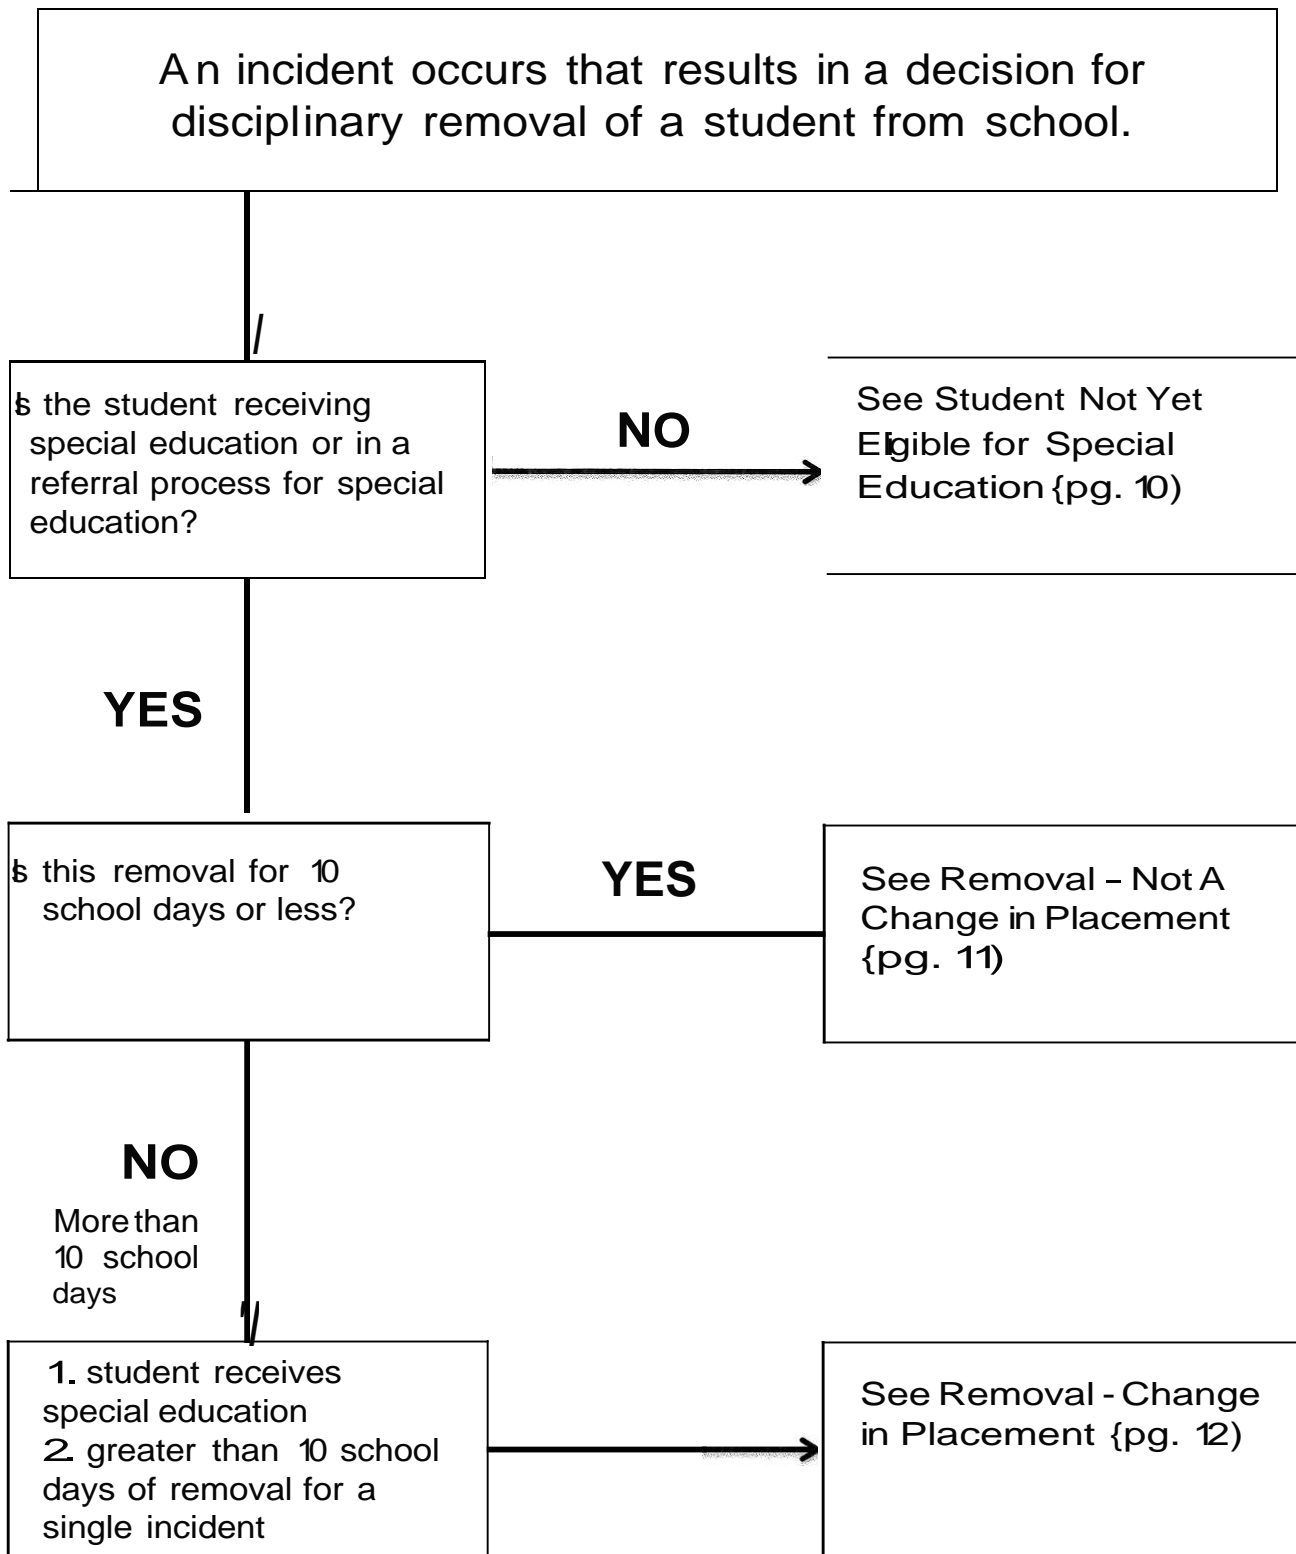 An incident occurs that results in a decision for
disciplinary removal of a student from school.
Is the student receiving
special education or in a
referral process for special
education?
NO
See Student Not Yet
Eligible for Special
Education {pg. 10)
YES
Is this removal for 10
school days or less?
YES
See Removal – Not A
Change in Placement
{pg. 11)
NO
More than
10 school
days
1. student receives
special education
2. greater than 10 school
days of removal for a
single incident
See Removal - Change
in Placement {pg. 12)